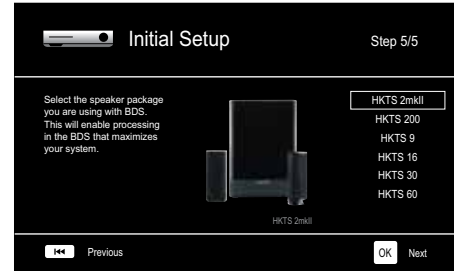 Initial Setup
Step 5/5
Select the speaker package
you are using with BDS.
This will enable processing
in the BDS that maximizes
your system.
HKTS 2mkII
HKTS 2mkII
HKTS 200
HKTS 9
HKTS 16
HKTS 30
HKTS 60
Previous
OK Next